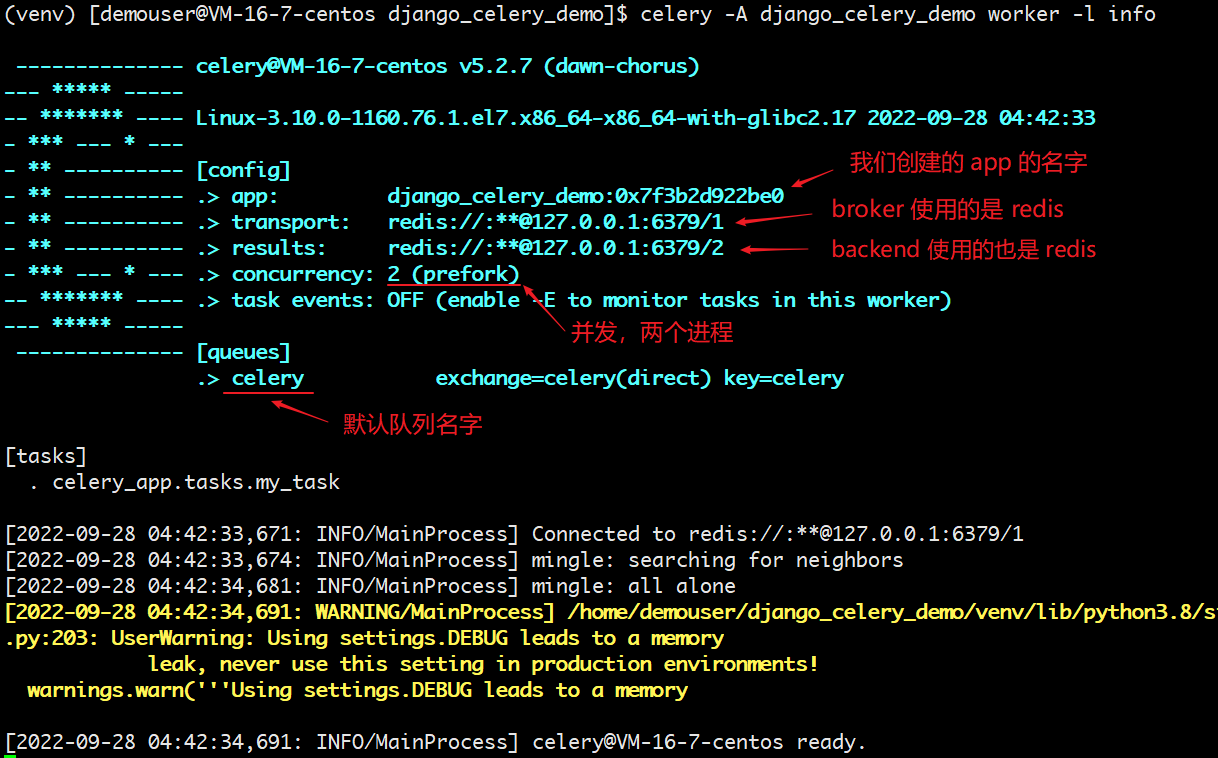 (venv) [demouser@VM-16-7-centos django_celery_demo]$ celery -A django_celery_demo worker -l info
-------------- celery@VM-16-7-centos v5.2.7 (dawn-chorus)
--- ***** -----
-- ******* ---- Linux-3.10.0-1160.76.1.el7.x86_64-x86_64-with-glibc2.17 2022-09-28 04:42:33
- *** --- * ---
- ** ---------- [config]
我们创建的 app 的名字
- ** ---------- .> app: django_celery_demo:0x7f3b2d922be0
- ** ---------- .> transport: redis://:**@127.0.0.1:6379/1
broker 使用的是 redis
- ** ---------- .> results: redis://:**@127.0.0.1:6379/2
backend 使用的也是 redis
- *** --- * --- .> concurrency: 2 (prefork)
-- ******* ---- .> task events: OFF (enable -E to monitor tasks in this worker)
--- ***** -----
并发，两个进程
-------------- [queues]
.> celery exchange=celery(direct) key=celery
默认队列名字
[tasks]
. celery_app.tasks.my_task
[2022-09-28 04:42:33,671: INFO/MainProcess] Connected to redis://:**@127.0.0.1:6379/1
[2022-09-28 04:42:33,674: INFO/MainProcess] mingle: searching for neighbors
[2022-09-28 04:42:34,681: INFO/MainProcess] mingle: all alone
[2022-09-28 04:42:34,691: WARNING/MainProcess] /home/demouser/django_celery_demo/venv/lib/python3.8/s
.py:203: UserWarning: Using settings.DEBUG leads to a memory
leak, never use this setting in production environments!
warnings.warn('''Using settings.DEBUG leads to a memory
[2022-09-28 04:42:34,691: INFO/MainProcess] celery@VM-16-7-centos ready.